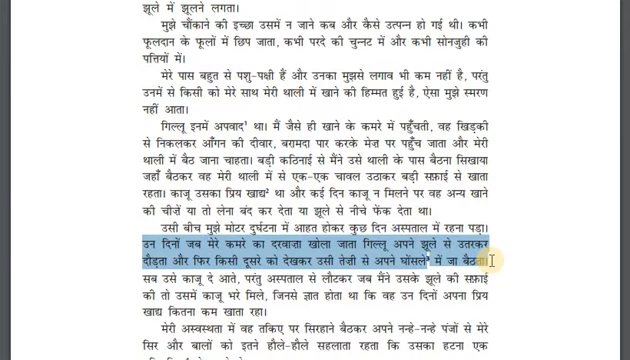 झूले में झूलने लगता।
मुझे चौंकाने की इच्छा उसमें न जाने कब और कैसे उत्पन्न हो गई थी। कभी
फूलदान के फूलों में छिप जाता, कभी परदे की चुन्नट में और कभी सोनजुही की
पत्तियों में।
मेरे पास बहुत से पशु-पक्षी हैं और उनका मुझसे लगाव भी कम नहीं है, परंतु
उनमें से किसी को मेरे साथ मेरी थाली में खाने की हिम्मत हुई है, ऐसा मुझे स्मरण
नहीं आता।
गिल्लू इनमें अपवाद¹ था। मैं जैसे ही खाने के कमरे में पहुँचती, वह खिड़की
से निकलकर आँगन की दीवार, बरामदा पार करके मेज़ पर पहुँच जाता और मेरी
थाली में बैठ जाना चाहता। बड़ी कठिनाई से मैंने उसे थाली के पास बैठना सिखाया
जहाँ बैठकर वह मेरी थाली में से एक-एक चावल उठाकर बड़ी सफ़ाई से खाता
रहता। काजू उसका प्रिय खाद्य² था और कई दिन काजू न मिलने पर वह अन्य खाने
की चीज़ें या तो लेना बंद कर देता या झूले से नीचे फेंक देता था।
उसी बीच मुझे मोटर दुर्घटना में आहत होकर कुछ दिन अस्पताल में रहना पड़ा।
उन दिनों जब मेरे कमरे का दरवाज़ा खोला जाता गिल्लू अपने झूले से उतरकर
दौड़ता और फिर किसी दूसरे को देखकर उसी तेज़ी से अपने घोंसले³ में जा बैठता।
सब उसे काजू दे आते, परंतु अस्पताल से लौटकर जब मैंने उसके झूले की सफ़ाई
की तो उसमें काजू भरे मिले, जिनसे ज्ञात होता था कि वह उन दिनों अपना प्रिय
खाद्य कितना कम खाता रहा।
मेरी अस्वस्थता में वह तकिए पर सिरहाने बैठकर अपने नन्हे-नन्हे पंजों से मेरे
सिर और बालों को इतने हौले-हौले सहलाता रहता कि उसका हटना एक